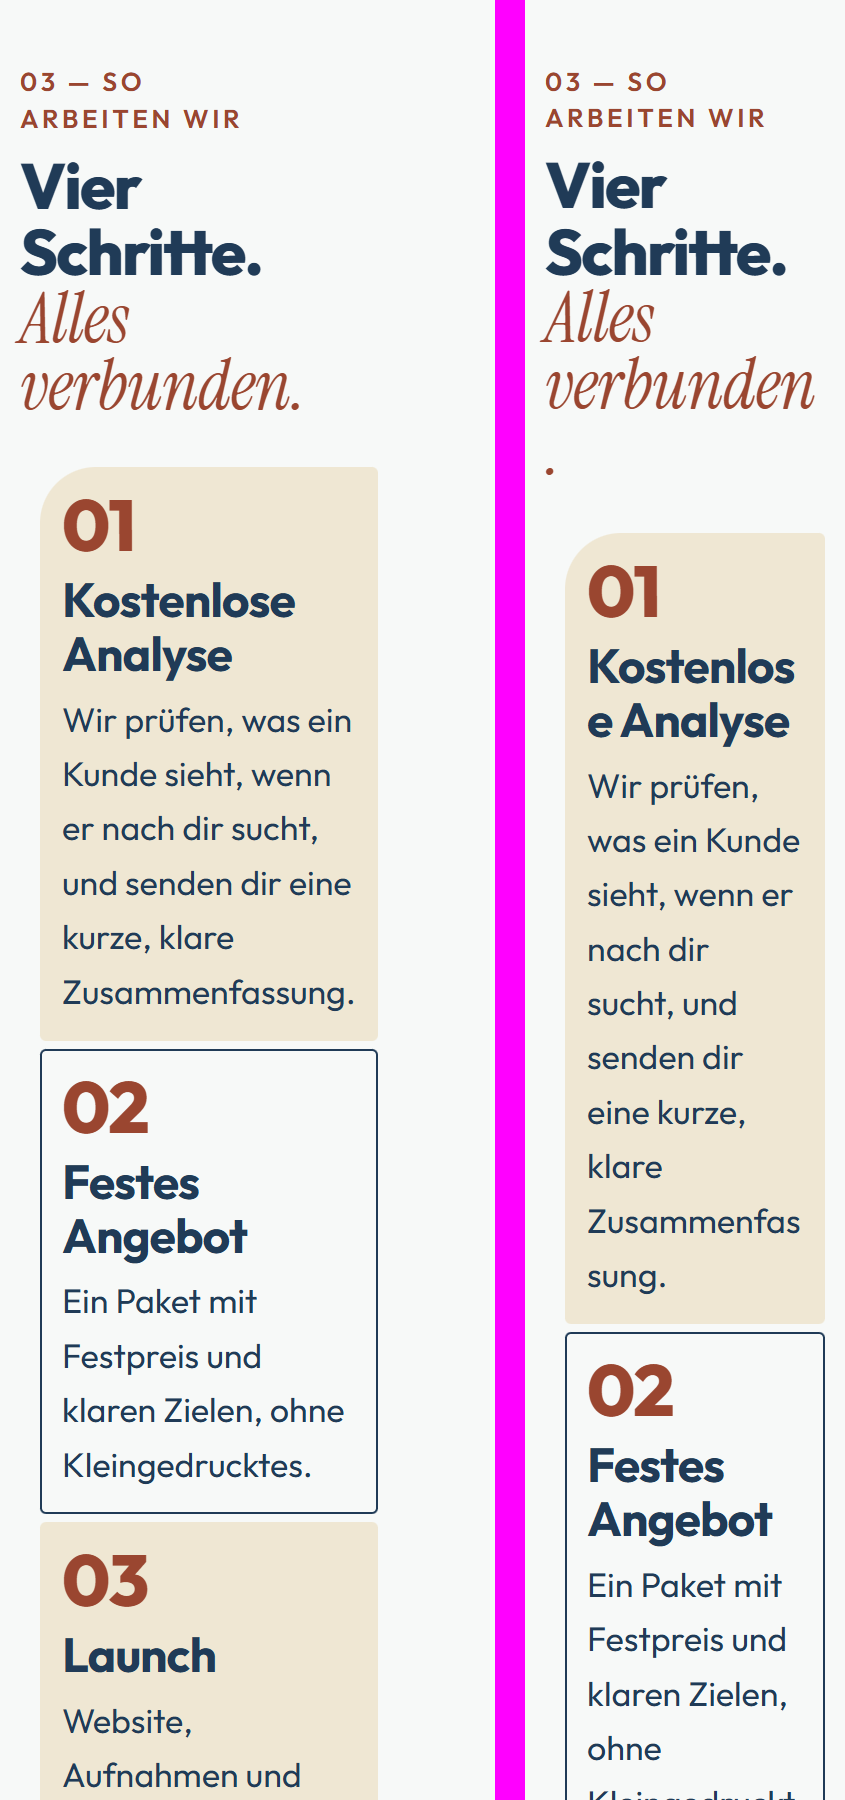 03 — SO
ARBEITEN WIR
Vier
Schritte.
Alles
verbunden.
01
Kostenlose
Analyse
Wir prüfen, was ein
Kunde sieht, wenn
er nach dir sucht,
und senden dir eine
kurze, klare
Zusammenfassung.
02
Festes
Angebot
Ein Paket mit
Festpreis und
klaren Zielen, ohne
Kleingedrucktes.
03
Launch
Website,
Aufnahmen und
03 — SO
ARBEITEN WIR
Vier
Schritte.
Alles
verbunden
.
01
Kostenlos
e Analyse
Wir prüfen,
was ein Kunde
sieht, wenn er
nach dir
sucht, und
senden dir
eine kurze,
klare
Zusammenfas
sung.
02
Festes
Angebot
Ein Paket mit
Festpreis und
klaren Zielen,
ohne